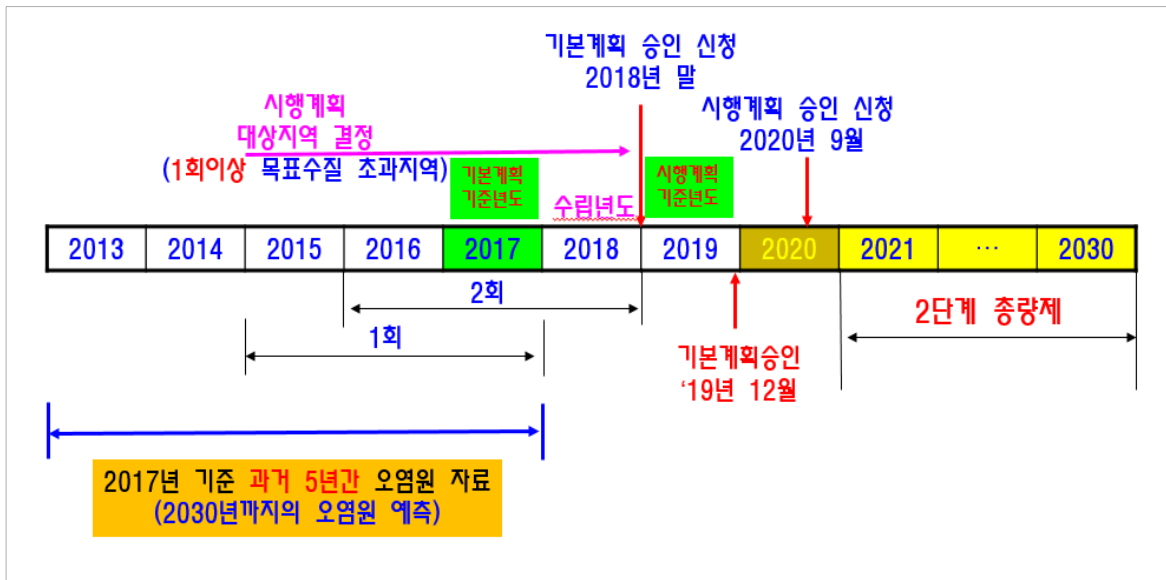 기본계획 승인 신청
2018년 말
시행계획 승인 신청
2020년 9월
시행계획
대상지역 결정
(1회이상 목표수질 초과지역)
기본계획
기준년도
수립년도
시행계획
기준년도
2013 2014 2015 2016 2017 2018 2019 2020 2021 … 2030
2회
1회
2단계 총량제
기본계획승인
‘19년 12월
2017년 기준 과거 5년간 오염원 자료
(2030년까지의 오염원 예측)